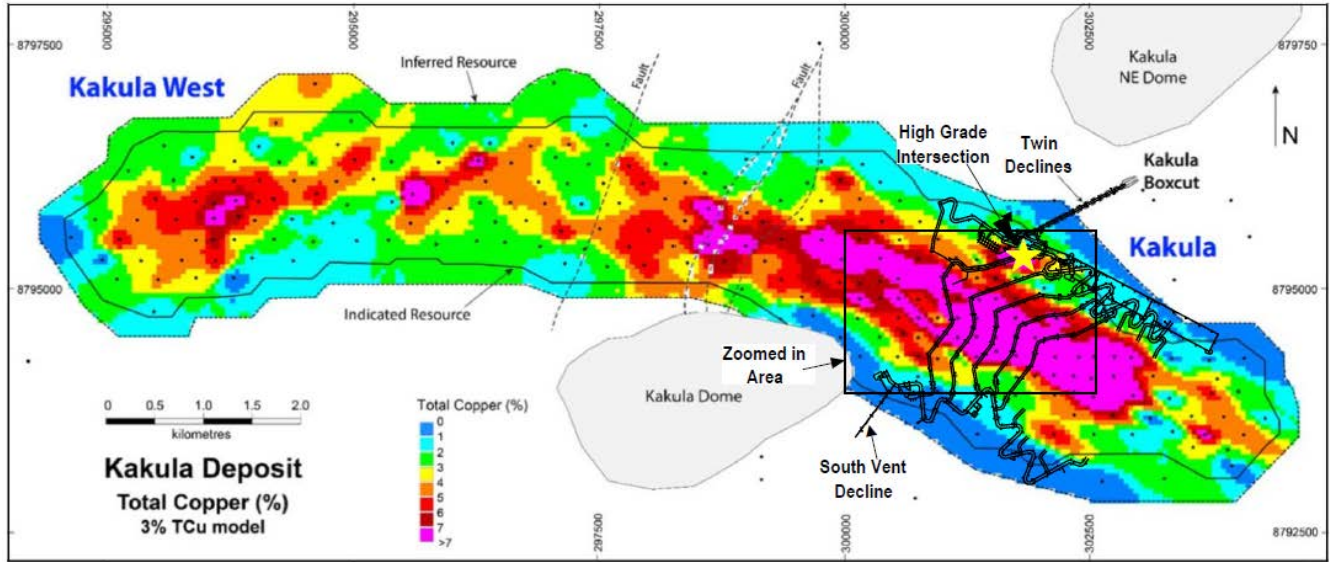 295000
295000
297500
300000
302500
8797500
8797500
Kakula West
Inferred Resource
Fault
Fault
Kakula
NE Dome
High Grade
Intersection
Twin
Declines
N
Kakula
Boxcut
Kakula
8795000
8795000
Indicated Resource
Zoomed in
Area
Kakula Dome
South Vent
Decline
0 0.5 1.0 1.5 2.0
kilometres
Kakula Deposit
Total Copper (%)
3% TCu model
Total Copper (%)
0
1
2
3
4
5
6
7
>7
297500
300000
302500
8792500